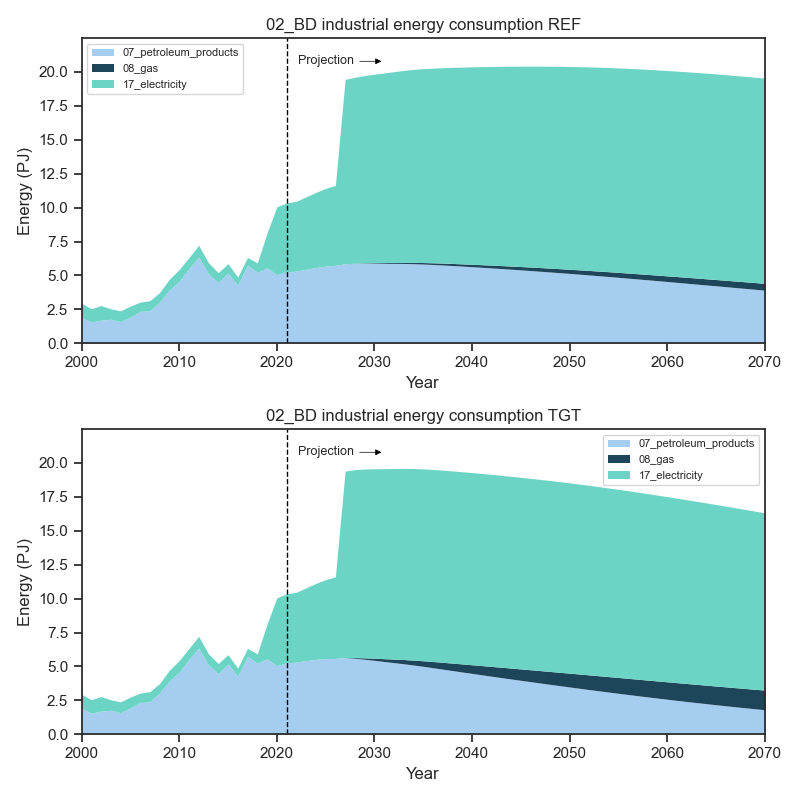 02_BD industrial energy consumption REF
07_petroleum_products
08_gas
17_electricity
Projection
Energy (PJ)
20.0
17.5
15.0
12.5
10.0
7.5
5.0
2.5
0.0
2000 2010 2020 2030 2040 2050 2060 2070
Year
02_BD industrial energy consumption TGT
Projection
07_petroleum_products
08_gas
17_electricity
Energy (PJ)
20.0
17.5
15.0
12.5
10.0
7.5
5.0
2.5
0.0
2000 2010 2020 2030 2040 2050 2060 2070
Year